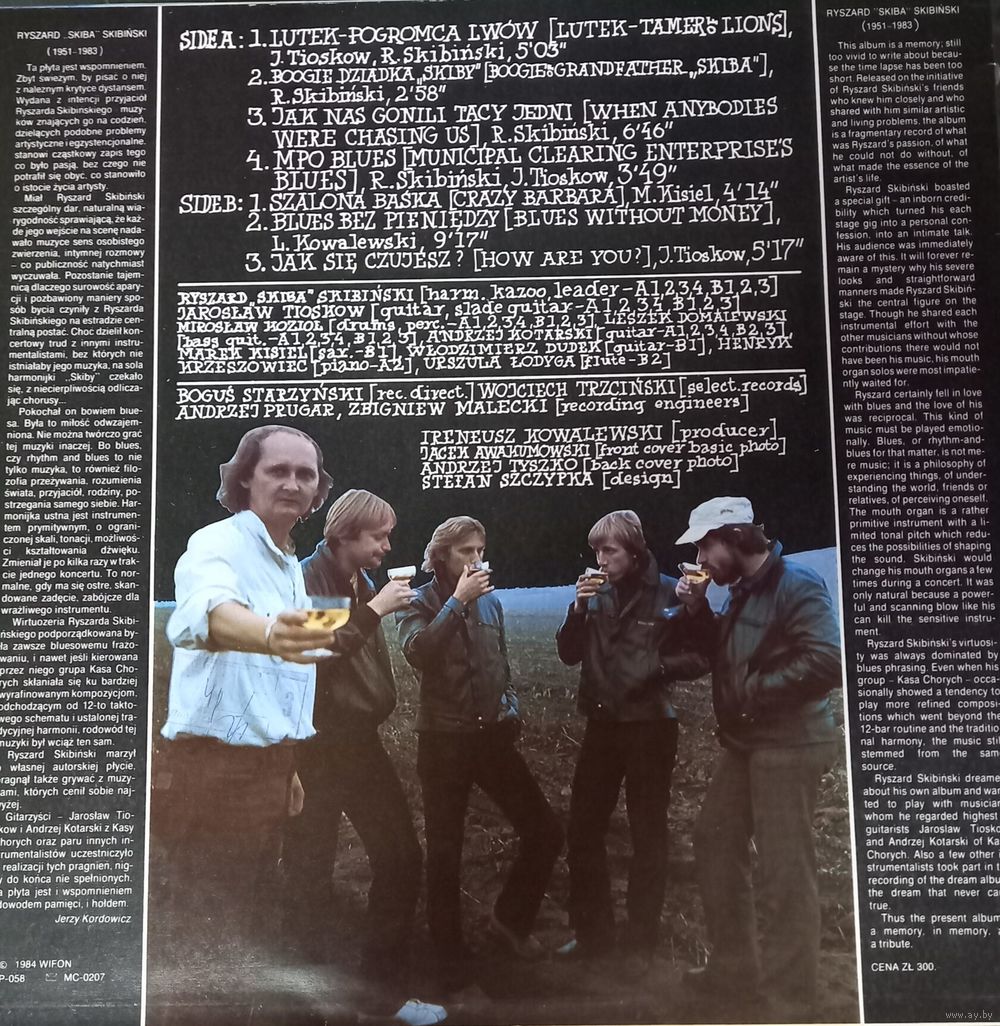 RYSZARD „SKIBA" SKIBIŃSKI
(1951-1983)
Ta płyta jest wspomnieniem.
Zbyt świeżym, by pisać o niej
z należnym krytyce dystansem.
Wydana z intencji przyjaciół
Ryszarda Skibińskiego muzy-
ków znających go na codzień,
dzielących podobne problemy
artystyczne i egzystencjonalne,
stanowi cząstkowy zapis tego
co było pasją, bez czego nie
potrafił się obyc, co stanowiło
o istocie życia artysty.
Miał Ryszard Skibiński
szczególny dar, naturalną wia-
rygodność sprawiającą, że każ-
de jego wejście na scenę nada-
wało muzyce sens osobistego
zwierzenia, intymnej rozmowy
– co publiczność natychmiast
wyczuwała. Pozostanie tajem-
nicą dlaczego surowość apary-
cji i pozbawiony maniery spo-
sób bycia czyniły z Ryszarda
Skibińskiego na estradzie cen-
tralną postać. Choc dzielił kon-
certowy trud z innymi instru-
mentalistami, bez których nie
istniałaby jego muzyka, na sola
harmonijki „Skiby" czekało
się, z niecierpliwością odlicza-
jąc chorusy...
Pokochał on bowiem blue-
sa. Była to miłość odwzajem-
niona. Nie można twórczo grać
tej muzyki inaczej. Bo blues,
czy rhythm and blues to nie
tylko muzyka, to również filo-
zofia przeżywania, rozumienia
świata, przyjaciół, rodziny, po-
strzegania samego siebie. Har-
monijka ustna jest instrumen-
tem prymitywnym, o ograni-
czonej skali, tonacji, możliwoś-
ci kształtowania dźwięku.
Zmieniał je po kilka razy w trak-
cie jednego koncertu. To nor-
malne, gdy ma się ostre, skan-
dowane zadęcie, zabójcze dla
wrażliwego instrumentu.
Wirtuozeria Ryszarda Skibi-
ńskiego podporządkowana by-
ła zawsze bluesowemu frazo-
waniu, i nawet jeśli kierowana
przez niego grupa Kasa Cho-
rych skłaniała się ku bardziej
wyrafinowanym kompozycjom,
odchodzącym od 12-to takto-
wego schematu i ustalonej tra-
dycyjnej harmonii, rodowód tej
muzyki był wciąż ten sam.
Ryszard Skibiński marzył
o własnej autorskiej płycie,
pragnął także grywać z muzy-
kami, których cenił sobie naj-
wyżej.
Gitarzyści – Jarosław Tio-
skow i Andrzej Kotarski z Kasy
Chorych oraz paru innych in-
strumentalistów uczestniczyło
realizacji tych pragnień, nig-
dy do końca nie spełnionych.
płyta jest i wspomnieniem
dowodem pamięci, i hołdem.
Jerzy Kordowicz
© 1984 WIFON
P-058 MC-0207
SIDE A: 1. LUTEK-POGROMCA LWÓW [LUTEK-TAMER OF LIONS],
J. Tioskow, R. Skibiński, 5'03"
2. BOOGIE DZIADKA „SKIBY" [BOOGIE OF GRANDFATHER „SKIBA"],
R. Skibiński, 2'58"
3. JAK NAS GONILI TACY JEDNI [WHEN ANYBODIES
WERE CHASING US], R. Skibiński, 6'46"
4. MPO BLUES [MUNICIPAL CLEARING ENTERPRISE'S
BLUES], R. Skibiński, J. Tioskow, 3'49"
SIDE B: 1. SZALONA BAŚKA [CRAZY BARBARA], M. Kisiel, 4'14"
2. BLUES BEZ PIENIĘDZY [BLUES WITHOUT MONEY],
L. Kowalewski, 9'17"
3. JAK SIĘ CZUJESZ? [HOW ARE YOU?], J. Tioskow, 5'17"
RYSZARD „SKIBA" SKIBIŃSKI [harm. kazoo, leader-A1,2,3,4, B1,2,3]
JAROSŁAW TIOSKOW [guitar, slade guitar-A1,2,3,4, B1,2,3]
MIROSŁAW KOZIOŁ [drums, perc.-A1,2,3,4, B1,2,3] LESZEK DOMALEWSKI
[bass guit.-A1,2,3,4, B1,2,3], ANDRZEJ KOTARSKI [guitar-A1,2,3,4, B2,3],
MAREK KISIEL [sax.-B1], WŁODZIMIERZ DUDEK [guitar-B1], HENRYK
KRZESZOWIEC [piano-A2], URSZULA ŁODYGA [flute-B2]
BOGUŚ STARZYŃSKI [rec. direct.] WOJCIECH TRZCIŃSKI [select. records]
ANDRZEJ PRUGAR, ZBIGNIEW MALECKI [recording engineers]
IRENEUSZ KOWALEWSKI [producer]
JACEK AWAKUMOWSKI [front cover basic photo]
ANDRZEJ TYSZKO [back cover photo]
STEFAN SZCZYPKA [design]
RYSZARD "SKIBA" SKIBIŃSKI
(1951-1983)
This album is a memory; still
too vivid to write about becau-
se the time lapse has been too
short. Released on the initiative
of Ryszard Skibiński's friends
who knew him closely and who
shared with him similar artistic
and living problems, the album
is a fragmentary record of what
was Ryszard's passion, of what
he could not do without, of
what made the essence of the
artist's life.
Ryszard Skibiński boasted
a special gift – an inborn credi-
bility which turned his each
stage gig into a personal con-
fession, into an intimate talk.
His audience was immediately
aware of this. It will forever re-
main a mystery why his severe
looks and straightforward
manners made Ryszard Skibiń-
ski the central figure on the
stage. Though he shared each
instrumental effort with the
other musicians without whose
contributions there would not
have been his music, his mouth
organ solos were most impatie-
ntly waited for.
Ryszard certainly fell in love
with blues and the love of his
was reciprocal. This kind of
music must be played emotio-
nally. Blues, or rhythm-and-
blues for that matter, is not me-
re music; it is a philosophy of
experiencing things, of under-
standing the world, friends or
relatives, of perceiving oneself.
The mouth organ is a rather
primitive instrument with a li-
mited tonal pitch which redu-
ces the possibilities of shaping
the sound. Skibiński would
change his mouth organs a few
times during a concert. It was
only natural because a power-
ful and scanning blow like his
can kill the sensitive instru-
ment.
Ryszard Skibiński's virtuosi-
ty was always dominated by
blues phrasing. Even when his
group – Kasa Chorych – occa-
sionally showed a tendency to
play more refined composi-
tions which went beyond the
12-bar routine and the traditio-
nal harmony, the music stil
stemmed from the same
source.
Ryszard Skibiński dreame
about his own album and wan
ted to play with musician
whom he regarded highest
guitarists Jaroslaw Tiosko
and Andrzej Kotarski of Ka
Chorych. Also a few other i
strumentalists took part in t
recording of the dream albu
the dream that never ca
true.
Thus the present album
a memory, in memory, a
a tribute.
CENA ZŁ 300.
www.ay.by